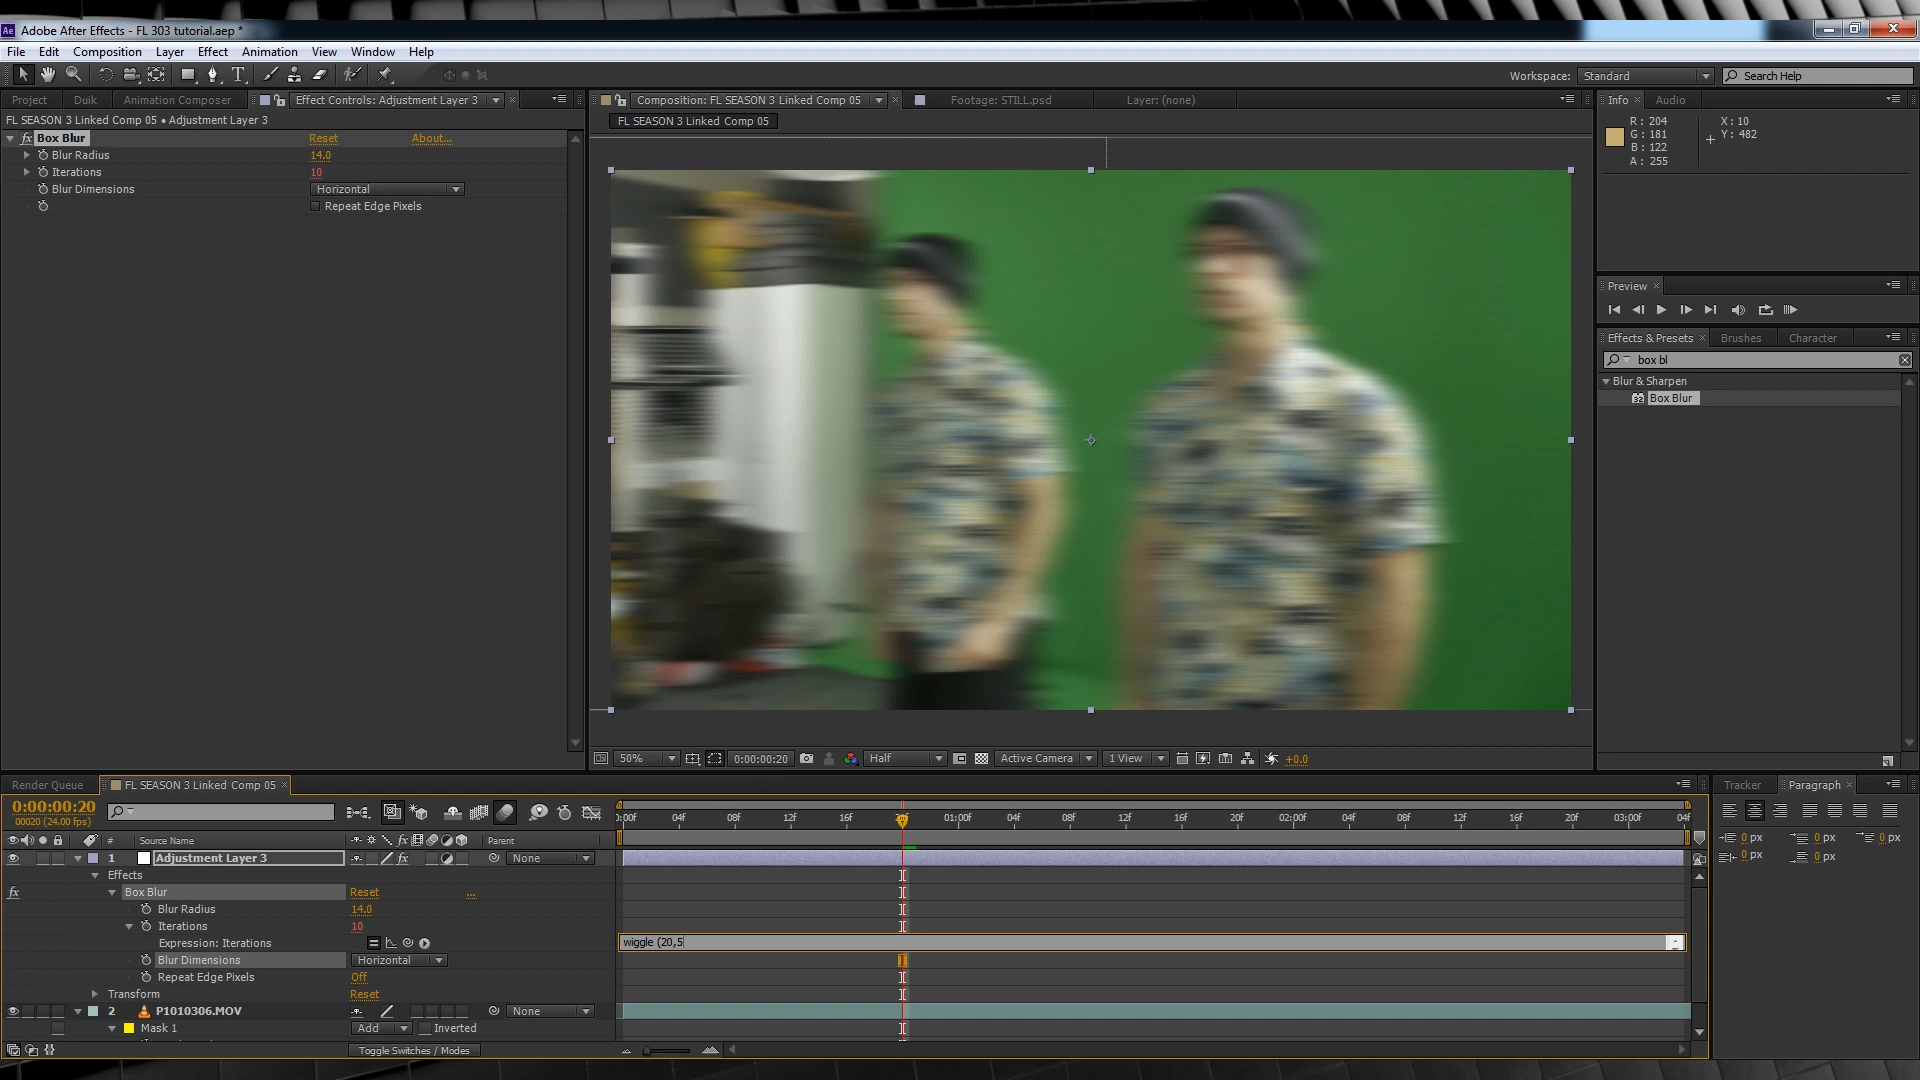 Adobe After Effects - FL 303 tutorial.aep *
File Edit Composition Layer Effect Animation View Window Help
Workspace: Standard Search Help
Project Duik Animation Composer Effect Controls: Adjustment Layer 3
FL SEASON 3 Linked Comp 05 • Adjustment Layer 3
Box Blur Reset About...
Blur Radius 14.0
Iterations 10
Blur Dimensions Horizontal
Repeat Edge Pixels
Composition: FL SEASON 3 Linked Comp 05 Footage: STILL.psd Layer: (none)
FL SEASON 3 Linked Comp 05
50% 0:00:00:20 Half Active Camera 1 View +0.0
Info Audio
R: 204 X: 10
G: 181 Y: 482
B: 122
A: 255
Preview
Effects & Presets Brushes Character
box bl
Blur & Sharpen
Box Blur
Render Queue FL SEASON 3 Linked Comp 05
0:00:00:20
00020 (24.00 fps)
:00f 04f 08f 12f 16f 01:00f 04f 08f 12f 16f 20f 02:00f 04f 08f 12f 16f 20f 03:00f 04f
# Source Name Parent
1 Adjustment Layer 3 None
Effects
Box Blur Reset ...
Blur Radius 14.0
Iterations 10
Expression: Iterations wiggle (20,5
Blur Dimensions Horizontal
Repeat Edge Pixels Off
Transform Reset
2 P1010306.MOV None
Mask 1 Add Inverted
Toggle Switches / Modes
Tracker Paragraph
0 px 0 px 0 px
0 px 0 px